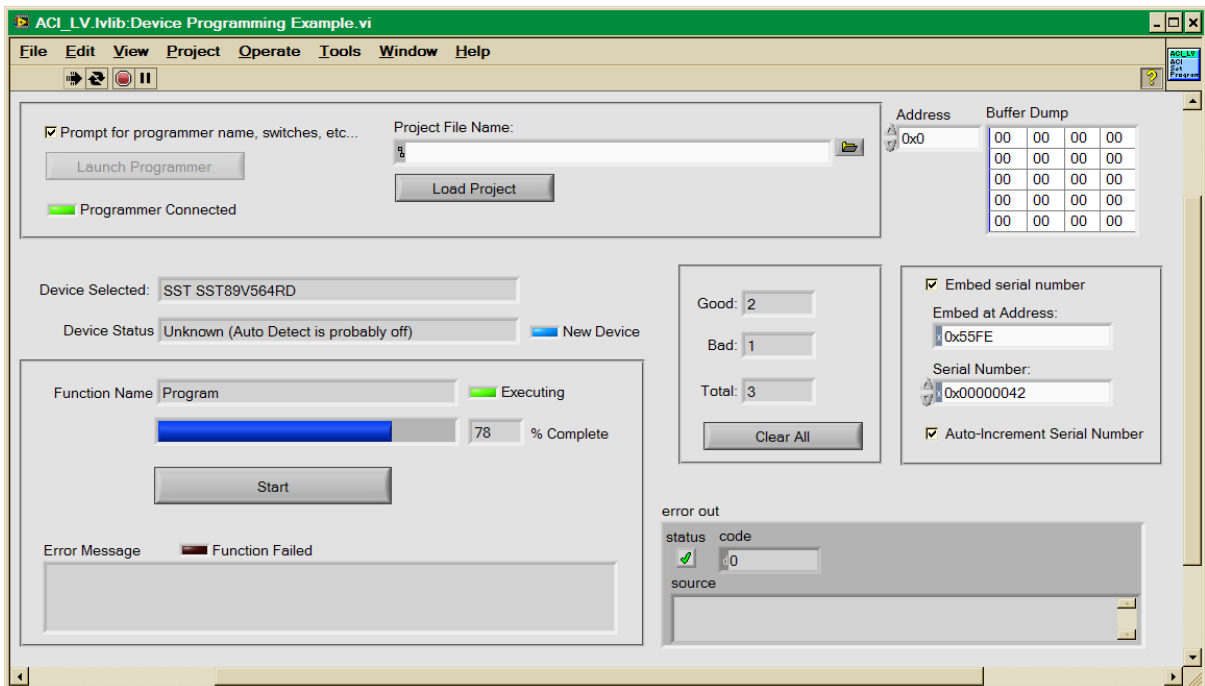 ACI_LV.lvlib:Device Programming Example.vi
File Edit View Project Operate Tools Window Help
ACI_LV
ACI
Set
Program
Prompt for programmer name, switches, etc...
Launch Programmer
Programmer Connected
Project File Name:
Load Project
Address
0x0
Buffer Dump
00 00 00 00
00 00 00 00
00 00 00 00
00 00 00 00
00 00 00 00
Device Selected: SST SST89V564RD
Device Status Unknown (Auto Detect is probably off) New Device
Function Name Program Executing
78 % Complete
Start
Error Message Function Failed
Good: 2
Bad: 1
Total: 3
Clear All
Embed serial number
Embed at Address:
x 0x55FE
Serial Number:
x 0x00000042
Auto-Increment Serial Number
error out
status code
d 0
source